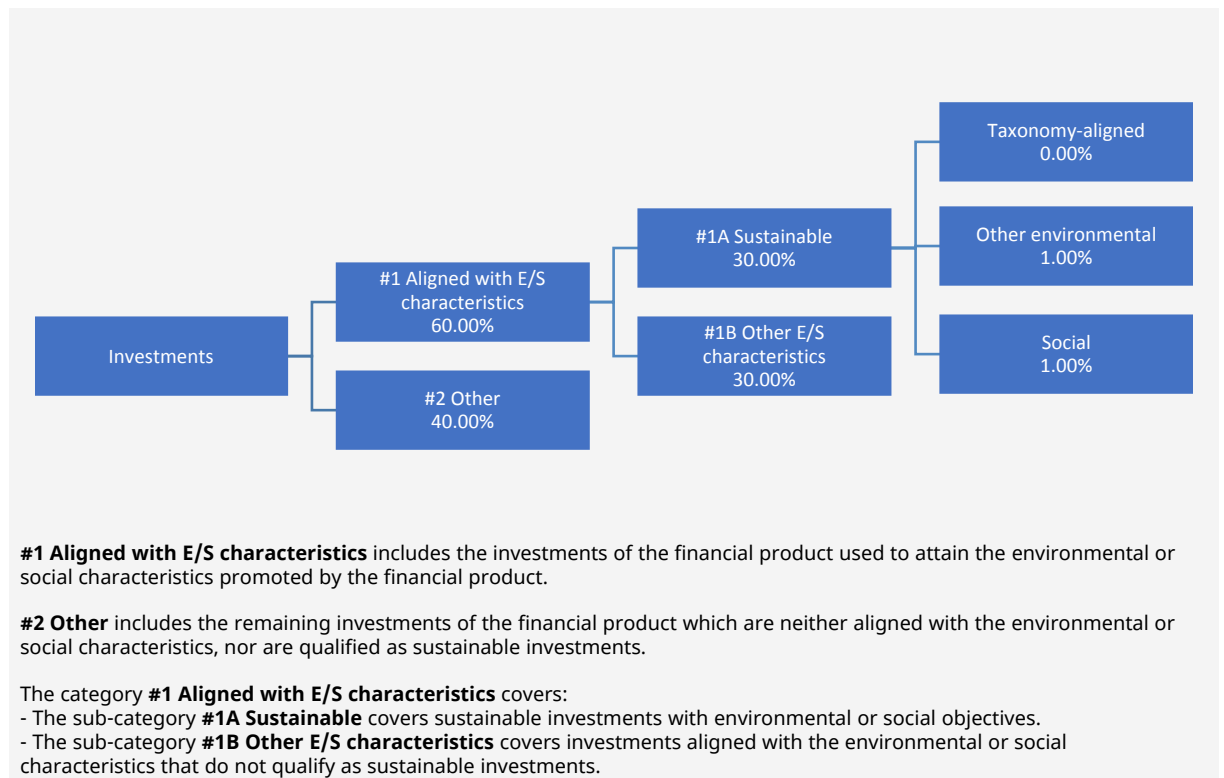 Investments
#1 Aligned with E/S
characteristics
60.00%
#2 Other
40.00%
#1A Sustainable
30.00%
#1B Other E/S
characteristics
30.00%
Taxonomy-aligned
0.00%
Other environmental
1.00%
Social
1.00%
#1 Aligned with E/S characteristics includes the investments of the financial product used to attain the environmental or
social characteristics promoted by the financial product.
#2 Other includes the remaining investments of the financial product which are neither aligned with the environmental or
social characteristics, nor are qualified as sustainable investments.
The category #1 Aligned with E/S characteristics covers:
- The sub-category #1A Sustainable covers sustainable investments with environmental or social objectives.
- The sub-category #1B Other E/S characteristics covers investments aligned with the environmental or social
characteristics that do not qualify as sustainable investments.